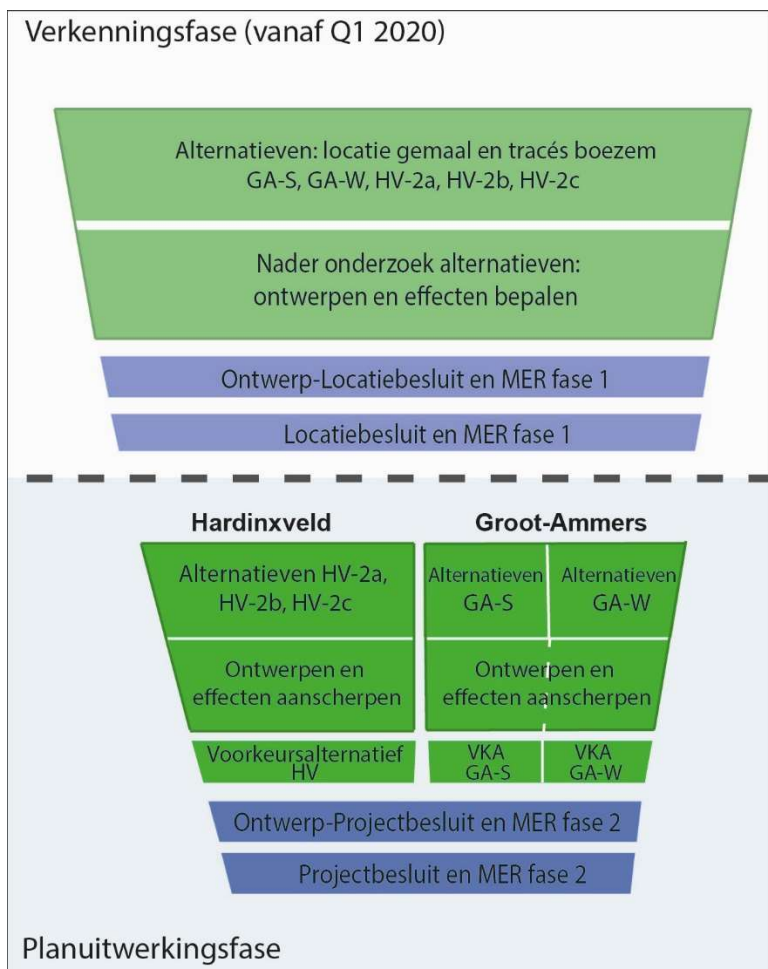 Verkenningsfase (vanaf Q1 2020)
Alternatieven: locatie gemaal en tracés boezem
GA-S, GA-W, HV-2a, HV-2b, HV-2c
Nader onderzoek alternatieven:
ontwerpen en effecten bepalen
Ontwerp-Locatiebesluit en MER fase 1
Locatiebesluit en MER fase 1
Hardinxveld
Groot-Ammers
Alternatieven HV-2a,
HV-2b, HV-2c
Alternatieven
GA-S
Alternatieven
GA-W
Ontwerpen en
effecten aanscherpen
Ontwerpen en
effecten aanscherpen
Voorkeursalternatief
HV
VKA
GA-S
VKA
GA-W
Ontwerp-Projectbesluit en MER fase 2
Projectbesluit en MER fase 2
Planuitwerkingsfase